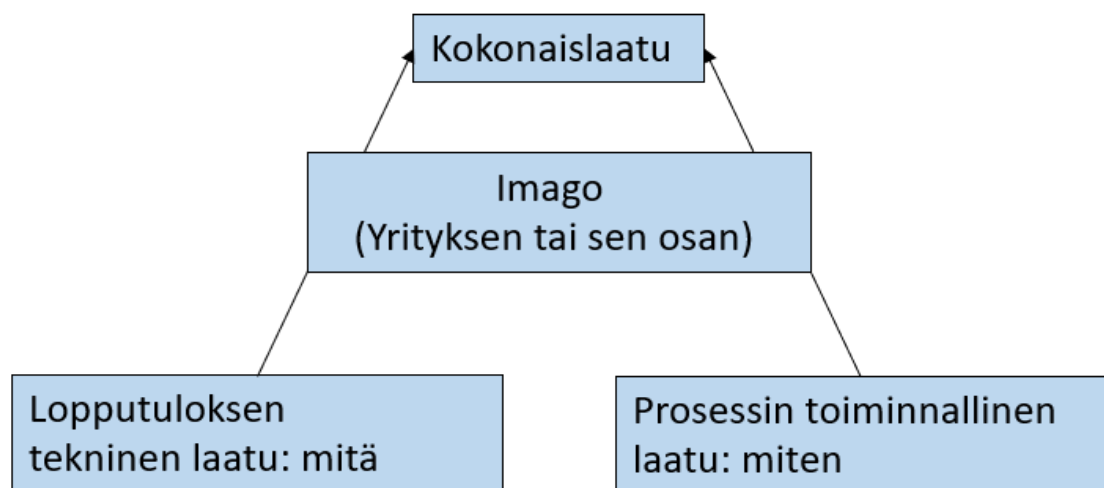 Kokonaislaatu
Imago
(Yrityksen tai sen osan)
Lopputuloksen
tekninen laatu: mitä
Prosessin toiminnallinen
laatu: miten